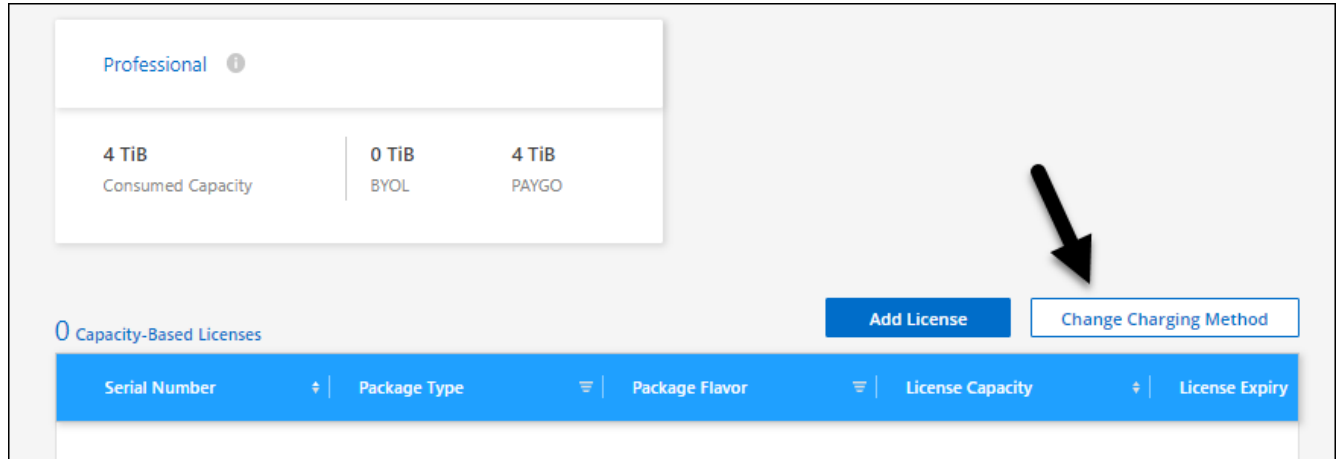 Professional
4 TiB 0 TiB 4 TiB
Consumed Capacity BYOL PAYGO
Add License Change Charging Method
0 Capacity-Based Licenses
Serial Number Package Type Package Flavor License Capacity License Expiry